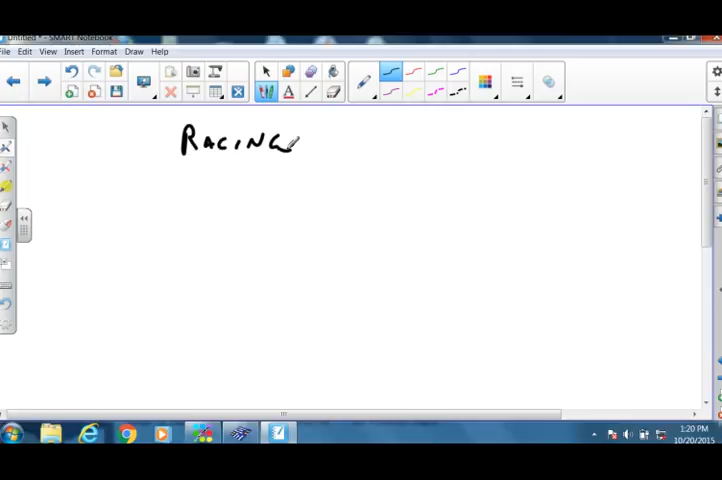 Untitled * - SMART Notebook
File Edit View Insert Format Draw Help
RACING
1:20 PM
10/20/2015